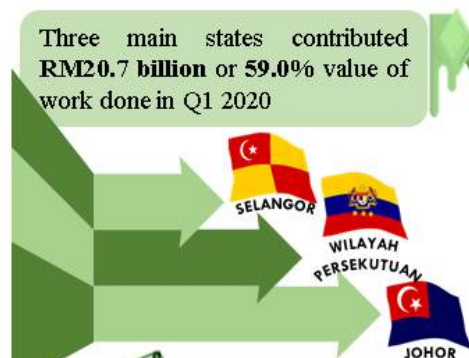 Three main states contributed
RM20.7 billion or 59.0% value of
work done in Q1 2020
SELANGOR
WILAYAH
PERSEKUTUAN
JOHOR